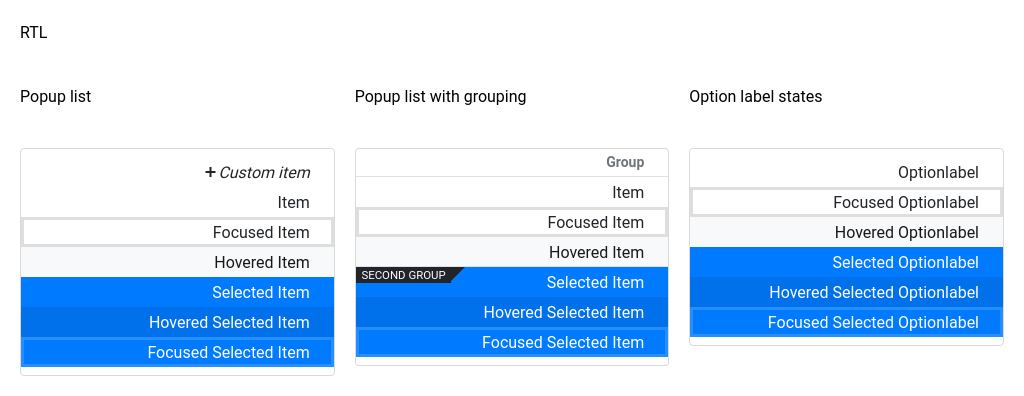 RTL
Popup list
+ Custom item
Item
Focused Item
Hovered Item
Selected Item
Hovered Selected Item
Focused Selected Item
Popup list with grouping
Group
Item
Focused Item
Hovered Item
SECOND GROUP
Selected Item
Hovered Selected Item
Focused Selected Item
Option label states
Optionlabel
Focused Optionlabel
Hovered Optionlabel
Selected Optionlabel
Hovered Selected Optionlabel
Focused Selected Optionlabel